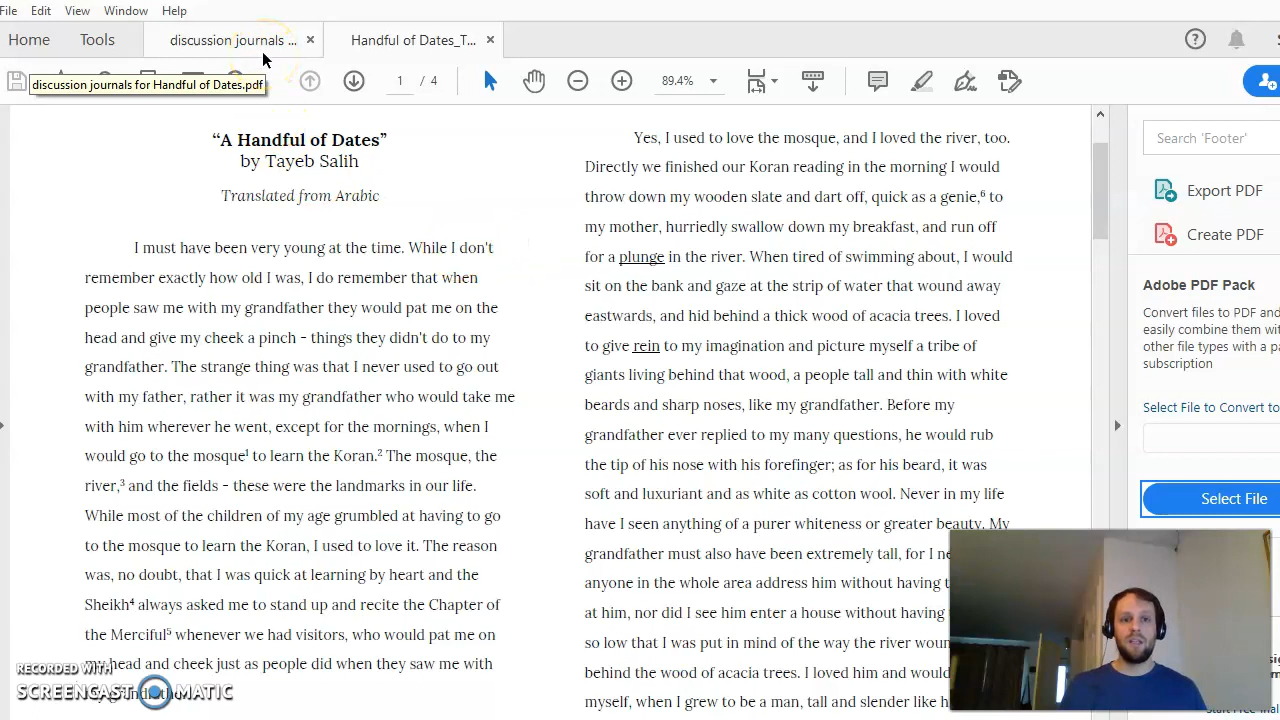 File Edit View Window Help
Home Tools discussion journals ... × Handful of Dates_T... ×
1 / 4 89.4%
discussion journals for Handful of Dates.pdf
“A Handful of Dates”
by Tayeb Salih
Translated from Arabic
I must have been very young at the time. While I don't
remember exactly how old I was, I do remember that when
people saw me with my grandfather they would pat me on the
head and give my cheek a pinch - things they didn't do to my
grandfather. The strange thing was that I never used to go out
with my father, rather it was my grandfather who would take me
with him wherever he went, except for the mornings, when I
would go to the mosque¹ to learn the Koran.² The mosque, the
river,³ and the fields - these were the landmarks in our life.
While most of the children of my age grumbled at having to go
to the mosque to learn the Koran, I used to love it. The reason
was, no doubt, that I was quick at learning by heart and the
Sheikh⁴ always asked me to stand up and recite the Chapter of
the Merciful⁵ whenever we had visitors, who would pat me on
head and cheek just as people did when they saw me with
Yes, I used to love the mosque, and I loved the river, too.
Directly we finished our Koran reading in the morning I would
throw down my wooden slate and dart off, quick as a genie,⁶ to
my mother, hurriedly swallow down my breakfast, and run off
for a plunge in the river. When tired of swimming about, I would
sit on the bank and gaze at the strip of water that wound away
eastwards, and hid behind a thick wood of acacia trees. I loved
to give rein to my imagination and picture myself a tribe of
giants living behind that wood, a people tall and thin with white
beards and sharp noses, like my grandfather. Before my
grandfather ever replied to my many questions, he would rub
the tip of his nose with his forefinger; as for his beard, it was
soft and luxuriant and as white as cotton wool. Never in my life
have I seen anything of a purer whiteness or greater beauty. My
grandfather must also have been extremely tall, for I ne
anyone in the whole area address him without having
at him, nor did I see him enter a house without having
so low that I was put in mind of the way the river woun
behind the wood of acacia trees. I loved him and would
myself, when I grew to be a man, tall and slender like h
Search 'Footer'
Export PDF
Create PDF
Adobe PDF Pack
Convert files to PDF and
easily combine them wi
other file types with a pa
subscription
Select File to Convert to
Select File
RECORDED WITH
SCREENCAST MATIC